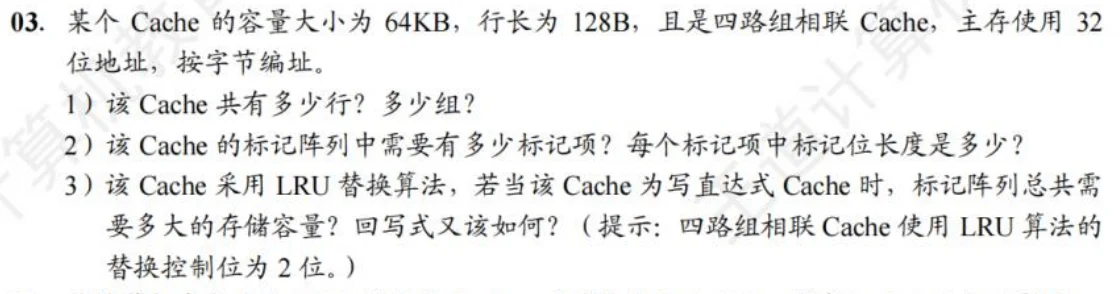 03. 某个 Cache 的容量大小为 64KB，行长为 128B，且是四路组相联 Cache，主存使用 32
位地址，按字节编址。
1）该 Cache 共有多少行？多少组？
2）该 Cache 的标记阵列中需要有多少标记项？每个标记项中标记位长度是多少？
3）该 Cache 采用 LRU 替换算法，若当该 Cache 为写直达式 Cache 时，标记阵列总共需
要多大的存储容量？回写式又该如何？（提示：四路组相联 Cache 使用 LRU 算法的
替换控制位为 2 位。）